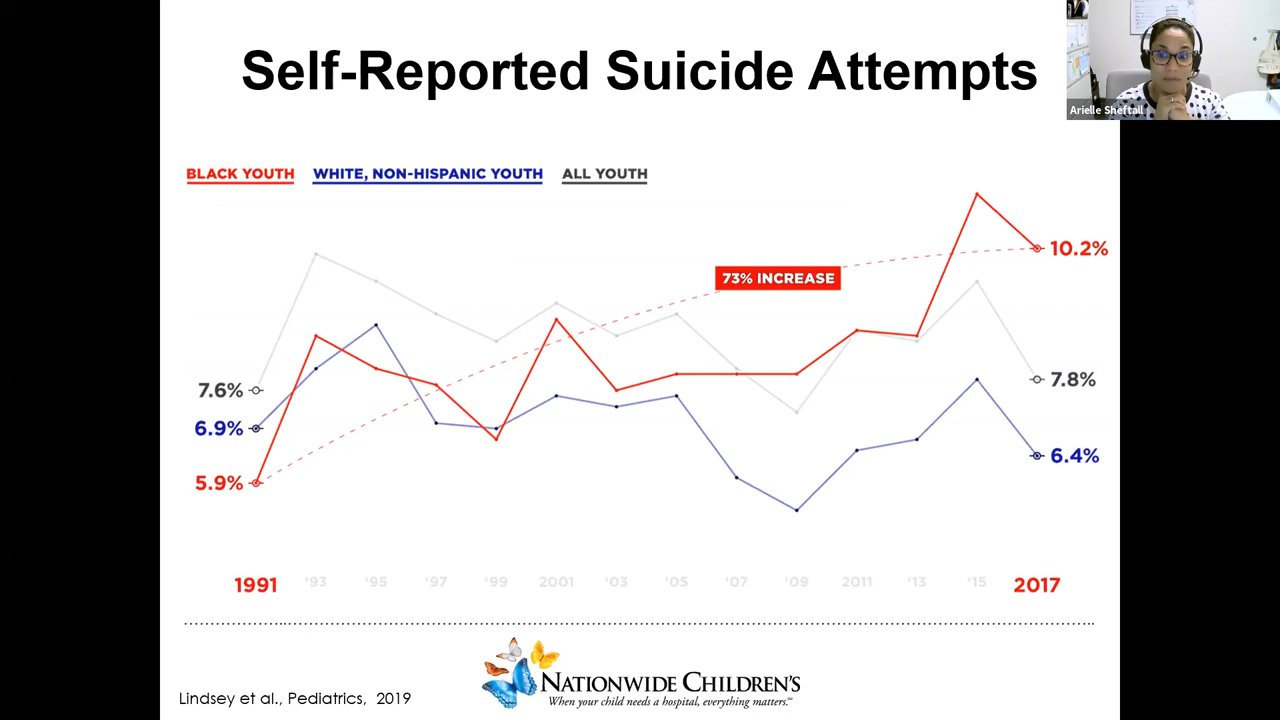 Self-Reported Suicide Attempts
Arielle Sheftall
BLACK YOUTH WHITE, NON-HISPANIC YOUTH ALL YOUTH
10.2%
73% INCREASE
7.6%
7.8%
6.9%
6.4%
5.9%
1991 '93 '95 '97 '99 2001 '03 '05 '07 '09 2011 '13 '15 2017
NATIONWIDE CHILDREN'S
When your child needs a hospital, everything matters.℠
Lindsey et al., Pediatrics, 2019